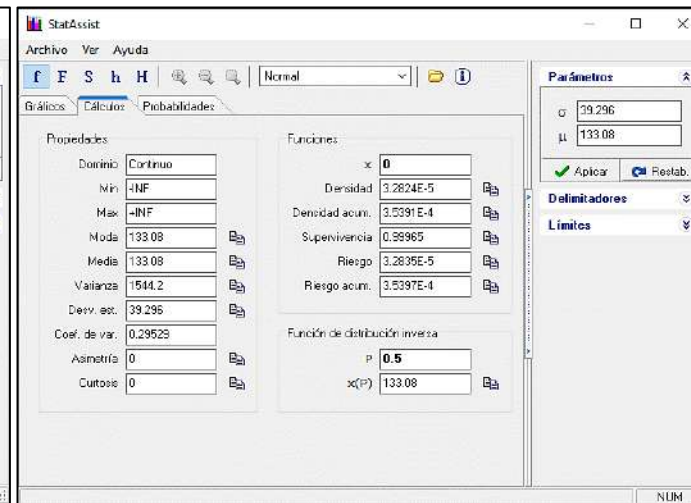 StatAssist
Archivo Ver Ayuda
f F S h H Normal
Gráficos Cálculos Probabilidades
Propiedades
Dominio Continuo
Mín -INF
Max +INF
Moda 133.08
Media 133.08
Varianza 1544.2
Desv. est. 39.296
Coef. de var. 0.29529
Asimetría 0
Curtosis 0
Funciones
x 0
Densidad 3.2824E-5
Densidad acum. 3.5391E-4
Supervivencia 0.99965
Riesgo 3.2835E-5
Riesgo acum. 3.5397E-4
Función de distribución inversa
P 0.5
x(P) 133.08
Parámetros
σ 39.296
μ 133.08
Aplicar Restab.
Delimitadores
Límites
NUM